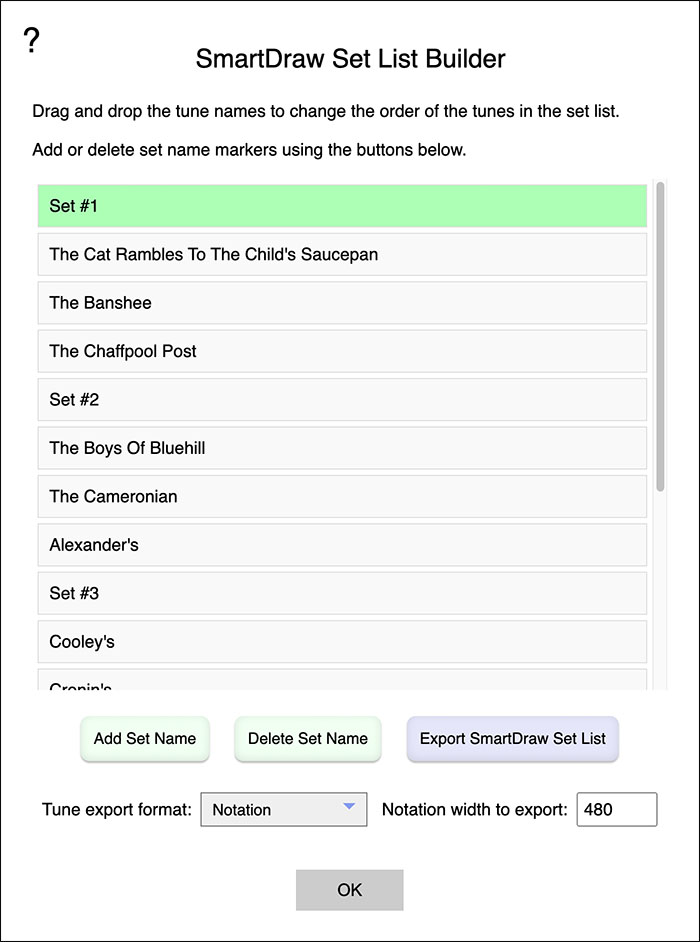 ?
SmartDraw Set List Builder
Drag and drop the tune names to change the order of the tunes in the set list.
Add or delete set name markers using the buttons below.
Set #1
The Cat Rambles To The Child's Saucepan
The Banshee
The Chaffpool Post
Set #2
The Boys Of Bluehill
The Cameronian
Alexander's
Set #3
Cooley's
Cronin's
Add Set Name Delete Set Name Export SmartDraw Set List
Tune export format: Notation Notation width to export: 480
OK